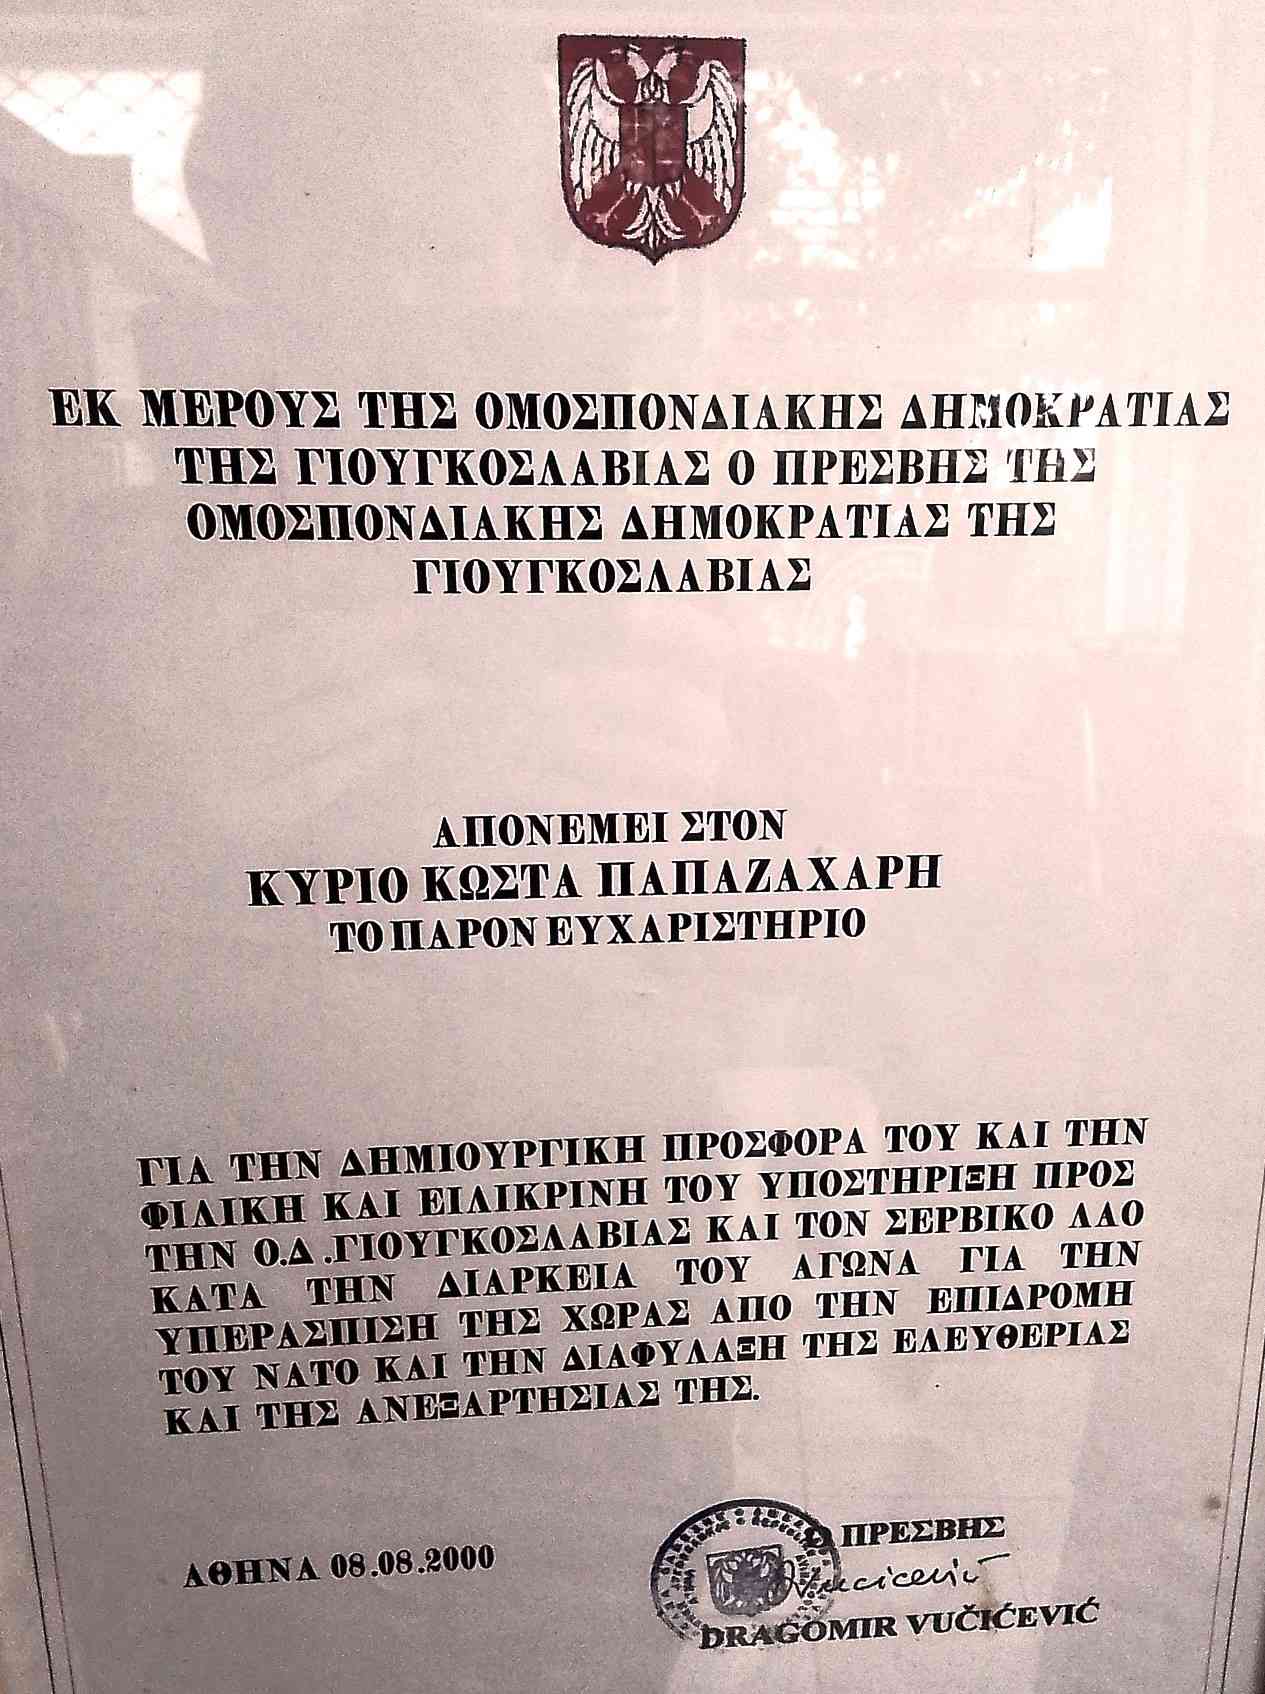 ΕΚ ΜΕΡΟΥΣ ΤΗΣ ΟΜΟΣΠΟΝΔΙΑΚΗΣ ΔΗΜΟΚΡΑΤΙΑΣ
ΤΗΣ ΓΙΟΥΓΚΟΣΛΑΒΙΑΣ Ο ΠΡΕΣΒΗΣ ΤΗΣ
ΟΜΟΣΠΟΝΔΙΑΚΗΣ ΔΗΜΟΚΡΑΤΙΑΣ ΤΗΣ
ΓΙΟΥΓΚΟΣΛΑΒΙΑΣ
ΑΠΟΝΕΜΕΙ ΣΤΟΝ
ΚΥΡΙΟ ΚΩΣΤΑ ΠΑΠΑΖΑΧΑΡΗ
ΤΟ ΠΑΡΟΝ ΕΥΧΑΡΙΣΤΗΡΙΟ
ΓΙΑ ΤΗΝ ΔΗΜΙΟΥΡΓΙΚΗ ΠΡΟΣΦΟΡΑ ΤΟΥ ΚΑΙ ΤΗΝ
ΦΙΛΙΚΗ ΚΑΙ ΕΙΛΙΚΡΙΝΗ ΤΟΥ ΥΠΟΣΤΗΡΙΞΗ ΠΡΟΣ
ΤΗΝ Ο.Δ .ΓΙΟΥΓΚΟΣΛΑΒΙΑΣ ΚΑΙ ΤΟΝ ΣΕΡΒΙΚΟ ΛΑΟ
ΚΑΤΑ ΤΗΝ ΔΙΑΡΚΕΙΑ ΤΟΥ ΑΓΩΝΑ ΓΙΑ ΤΗΝ
ΥΠΕΡΑΣΠΙΣΗ ΤΗΣ ΧΩΡΑΣ ΑΠΟ ΤΗΝ ΕΠΙΔΡΟΜΗ
ΤΟΥ ΝΑΤΟ ΚΑΙ ΤΗΝ ΔΙΑΦΥΛΑΞΗ ΤΗΣ ΕΛΕΥΘΕΡΙΑΣ
ΚΑΙ ΤΗΣ ΑΝΕΞΑΡΤΗΣΙΑΣ ΤΗΣ.
Ο ΠΡΕΣΒΗΣ
ΑΘΗΝΑ 08.08.2000
Vucicević
DRAGOMIR VUČIĆEVIĆ